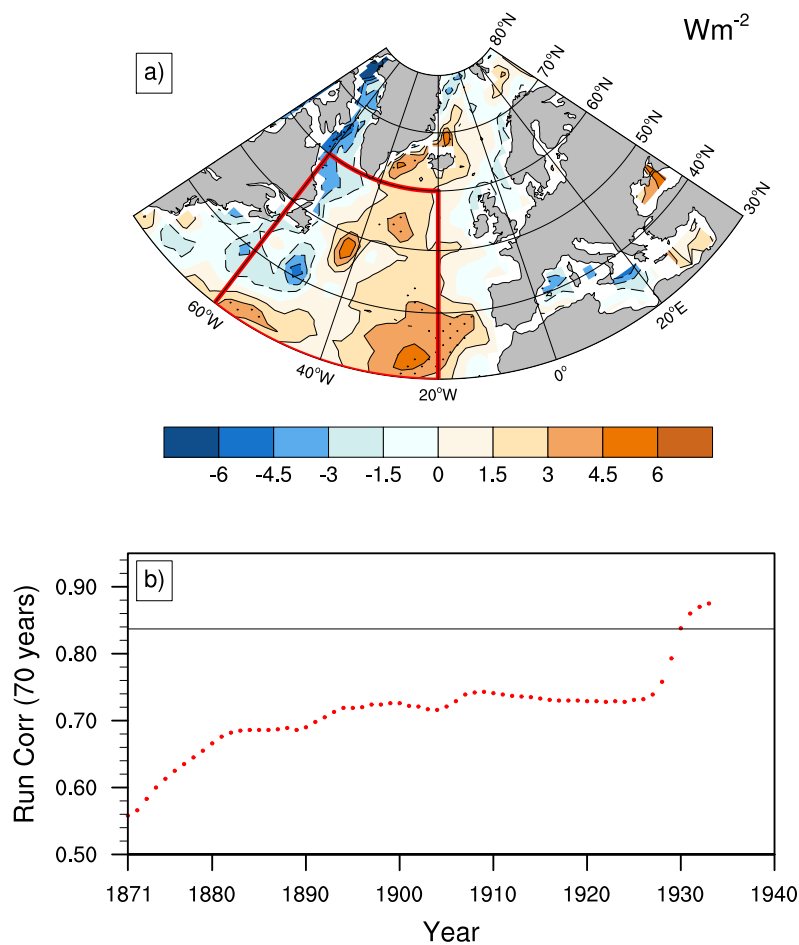 Wm-2
a)
80°N
70°N
60°N
50°N
40°N
30°N
60°W
40°W
20°W
0°
20°E
-6 -4.5 -3 -1.5 0 1.5 3 4.5 6
b)
Run Corr (70 years)
0.90
0.80
0.70
0.60
0.50
1871 1880 1890 1900 1910 1920 1930 1940
Year